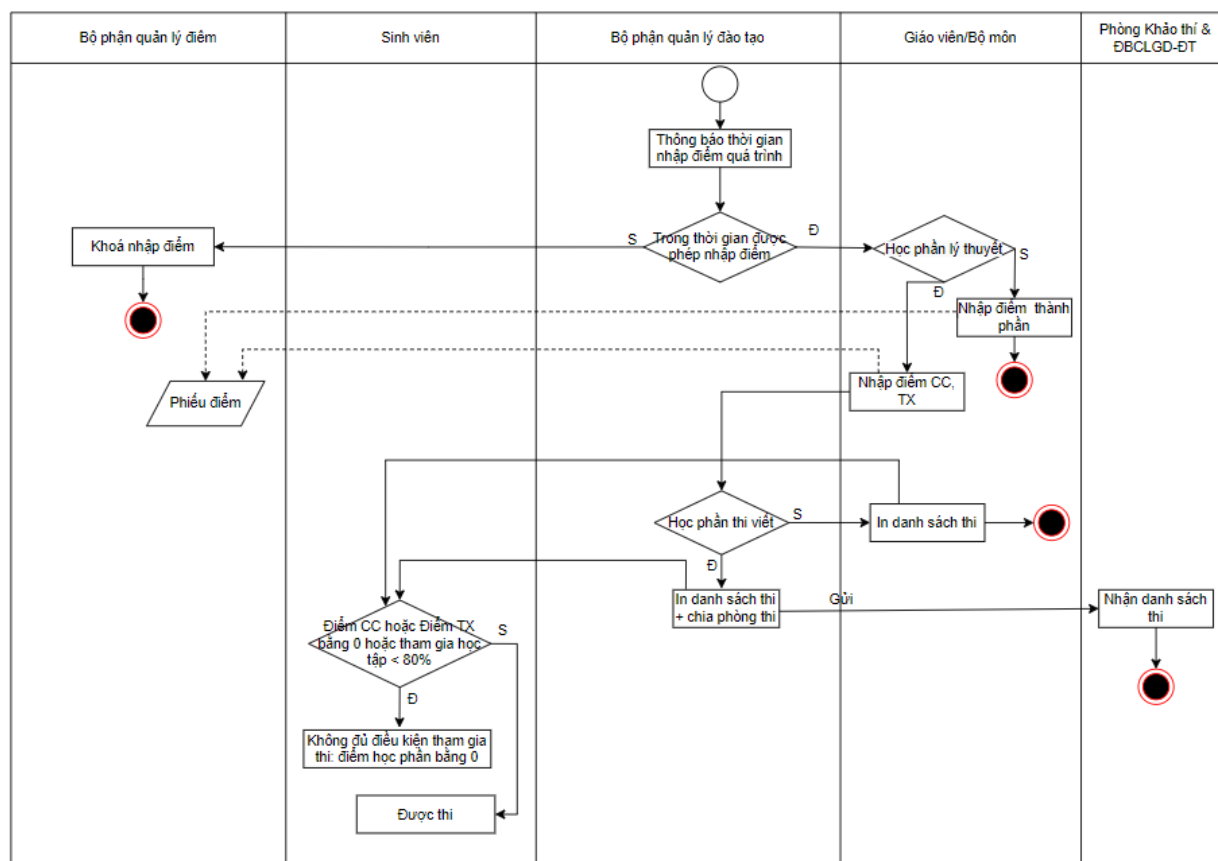 Bộ phận quản lý điểm
Sinh viên
Bộ phận quản lý đào tạo
Giáo viên/Bộ môn
Phòng Khảo thí &
ĐBCLGD-ĐT
Thông báo thời gian
nhập điểm quá trình
Khoá nhập điểm
S
Trong thời gian được
phép nhập điểm
Đ
Học phần lý thuyết
S
Đ
Nhập điểm thành
phần
Phiếu điểm
Nhập điểm CC,
TX
Học phần thi viết
S
In danh sách thi
Đ
In danh sách thi
+ chia phòng thi
Gửi
Nhận danh sách
thi
Điểm CC hoặc Điểm TX
bằng 0 hoặc tham gia học
tập < 80%
S
Đ
Không đủ điều kiện tham gia
thi: điểm học phần bằng 0
Được thi